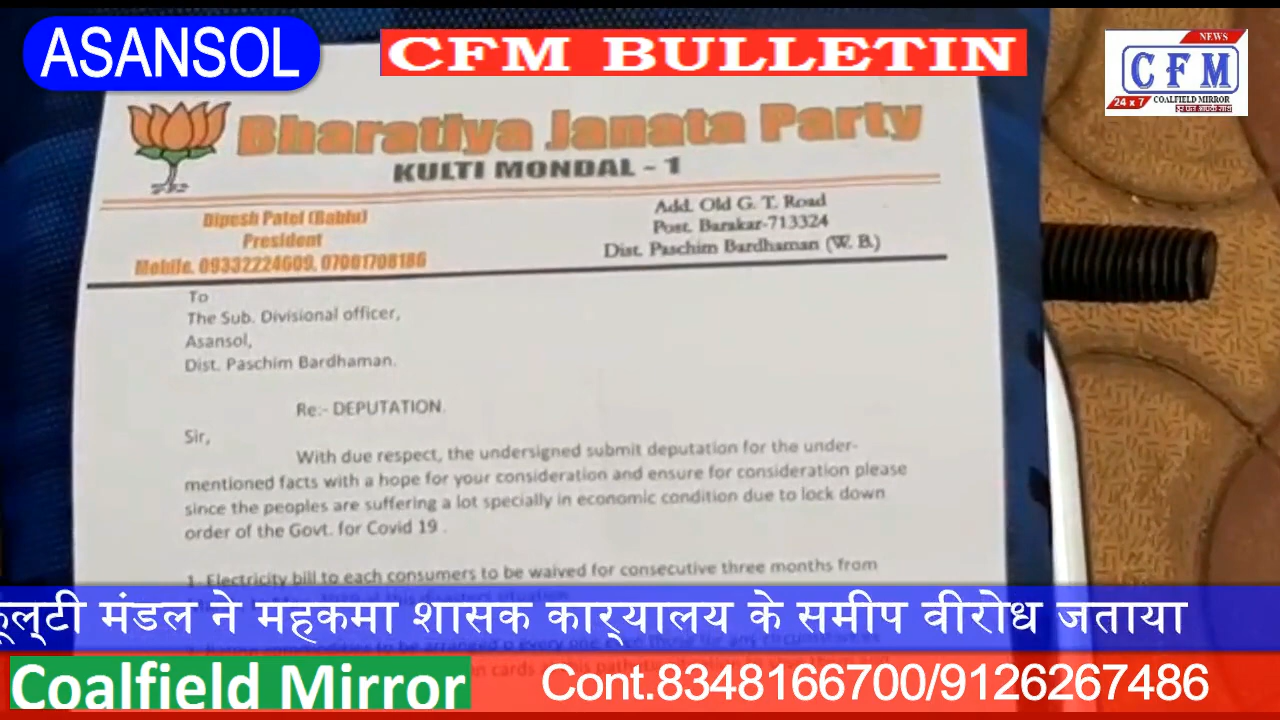 ASANSOL
CFM BULLETIN
NEWS
CFM
24 x 7
COALFIELD MIRROR
हर पल आपके साथ
Bharatiya Janata Party
KULTI MONDAL - 1
Dipesh Patel (Bablu)
President
Mobile. 09332224609, 07001708186
Add. Old G. T. Road
Post. Barakar-713324
Dist. Paschim Bardhaman (W. B.)
To
The Sub. Divisional officer,
Asansol,
Dist. Paschim Bardhaman.
Re:- DEPUTATION.
Sir,
With due respect, the undersigned submit deputation for the under-
mentioned facts with a hope for your consideration and ensure for consideration please
since the peoples are suffering a lot specially in economic condition due to lock down
order of the Govt. for Covid 19 .
1- Electricity bill to each consumers to be waived for consecutive three months from
कूल्टी मंडल ने महकमा शासक कार्यालय के समीप वीरोध जताया
Coalfield Mirror
Cont.8348166700/9126267486